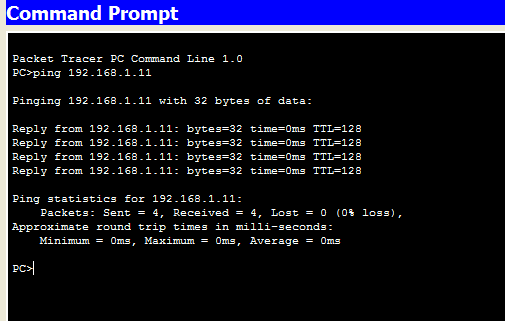 Command Prompt
Packet Tracer PC Command Line 1.0
PC>ping 192.168.1.11
Pinging 192.168.1.11 with 32 bytes of data:
Reply from 192.168.1.11: bytes=32 time=0ms TTL=128
Reply from 192.168.1.11: bytes=32 time=0ms TTL=128
Reply from 192.168.1.11: bytes=32 time=0ms TTL=128
Reply from 192.168.1.11: bytes=32 time=0ms TTL=128
Ping statistics for 192.168.1.11:
Packets: Sent = 4, Received = 4, Lost = 0 (0% loss),
Approximate round trip times in milli-seconds:
Minimum = 0ms, Maximum = 0ms, Average = 0ms
PC>